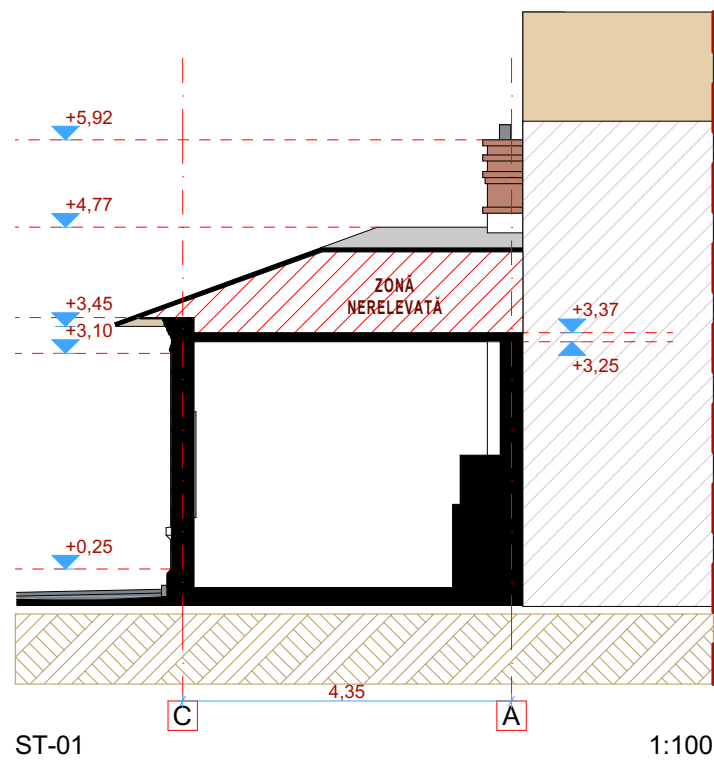 +5,92
+4,77
ZONĂ
NERELEVATĂ
+3,45
+3,37
+3,10
+3,25
+0,25
4,35
C A
ST-01 1:100